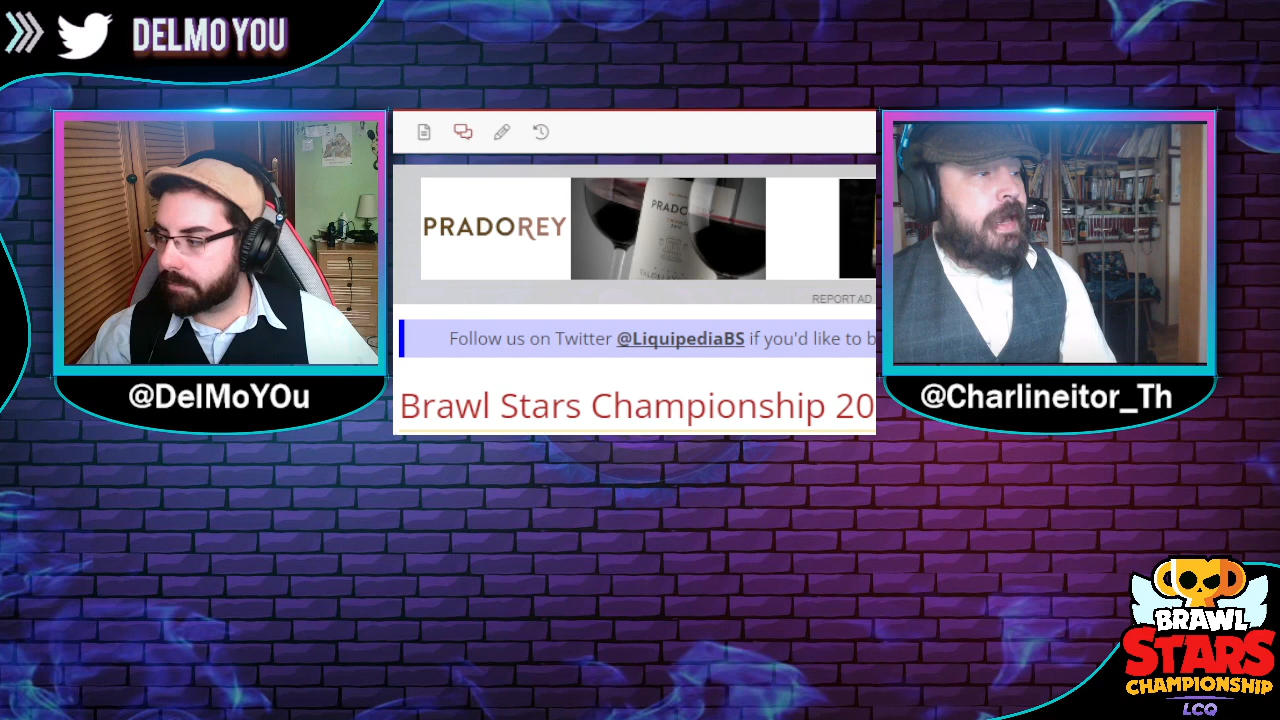 DELMO YOU
PRADOREY
PRADO
REPORT AD
Follow us on Twitter @LiquipediaBS if you'd like to b
Brawl Stars Championship 20
@DelMoYOu
@Charlineitor_Th
BRAWL
STARS
CHAMPIONSHIP
LCQ